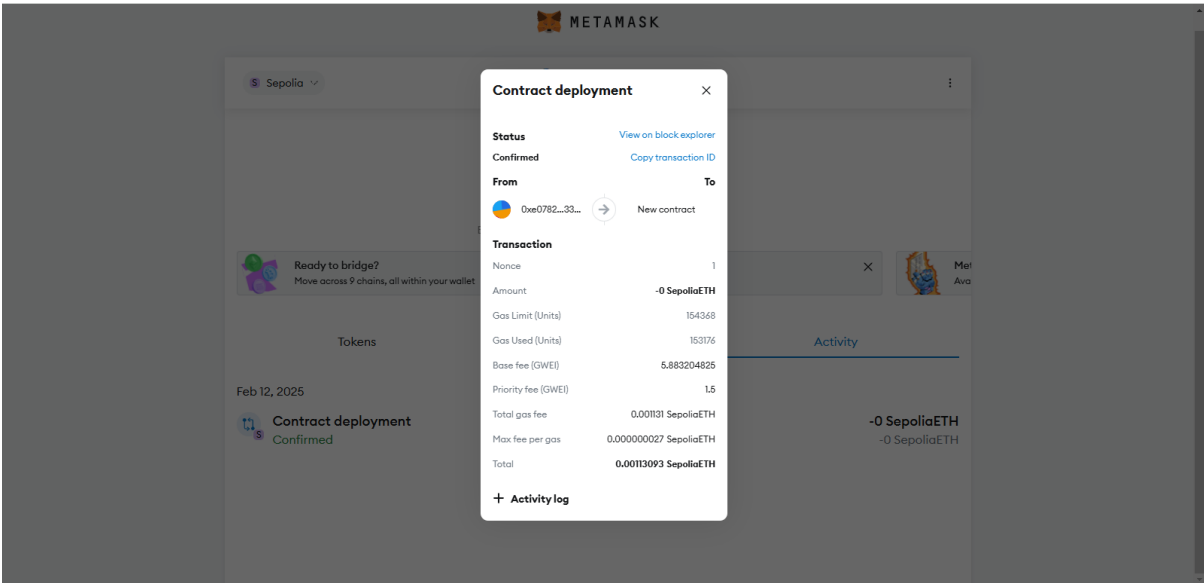 METAMASK
Sepolia
Contract deployment
Status View on block explorer
Confirmed Copy transaction ID
From To
0xe0782...33... New contract
Transaction
Nonce 1
Amount -0 SepoliaETH
Gas Limit (Units) 154368
Gas Used (Units) 153176
Base fee (GWEI) 5.883204825
Priority fee (GWEI) 1.5
Total gas fee 0.001131 SepoliaETH
Max fee per gas 0.000000027 SepoliaETH
Total 0.00113093 SepoliaETH
+ Activity log
Ready to bridge?
Move across 9 chains, all within your wallet
Tokens Activity
Feb 12, 2025
Contract deployment -0 SepoliaETH
Confirmed -0 SepoliaETH